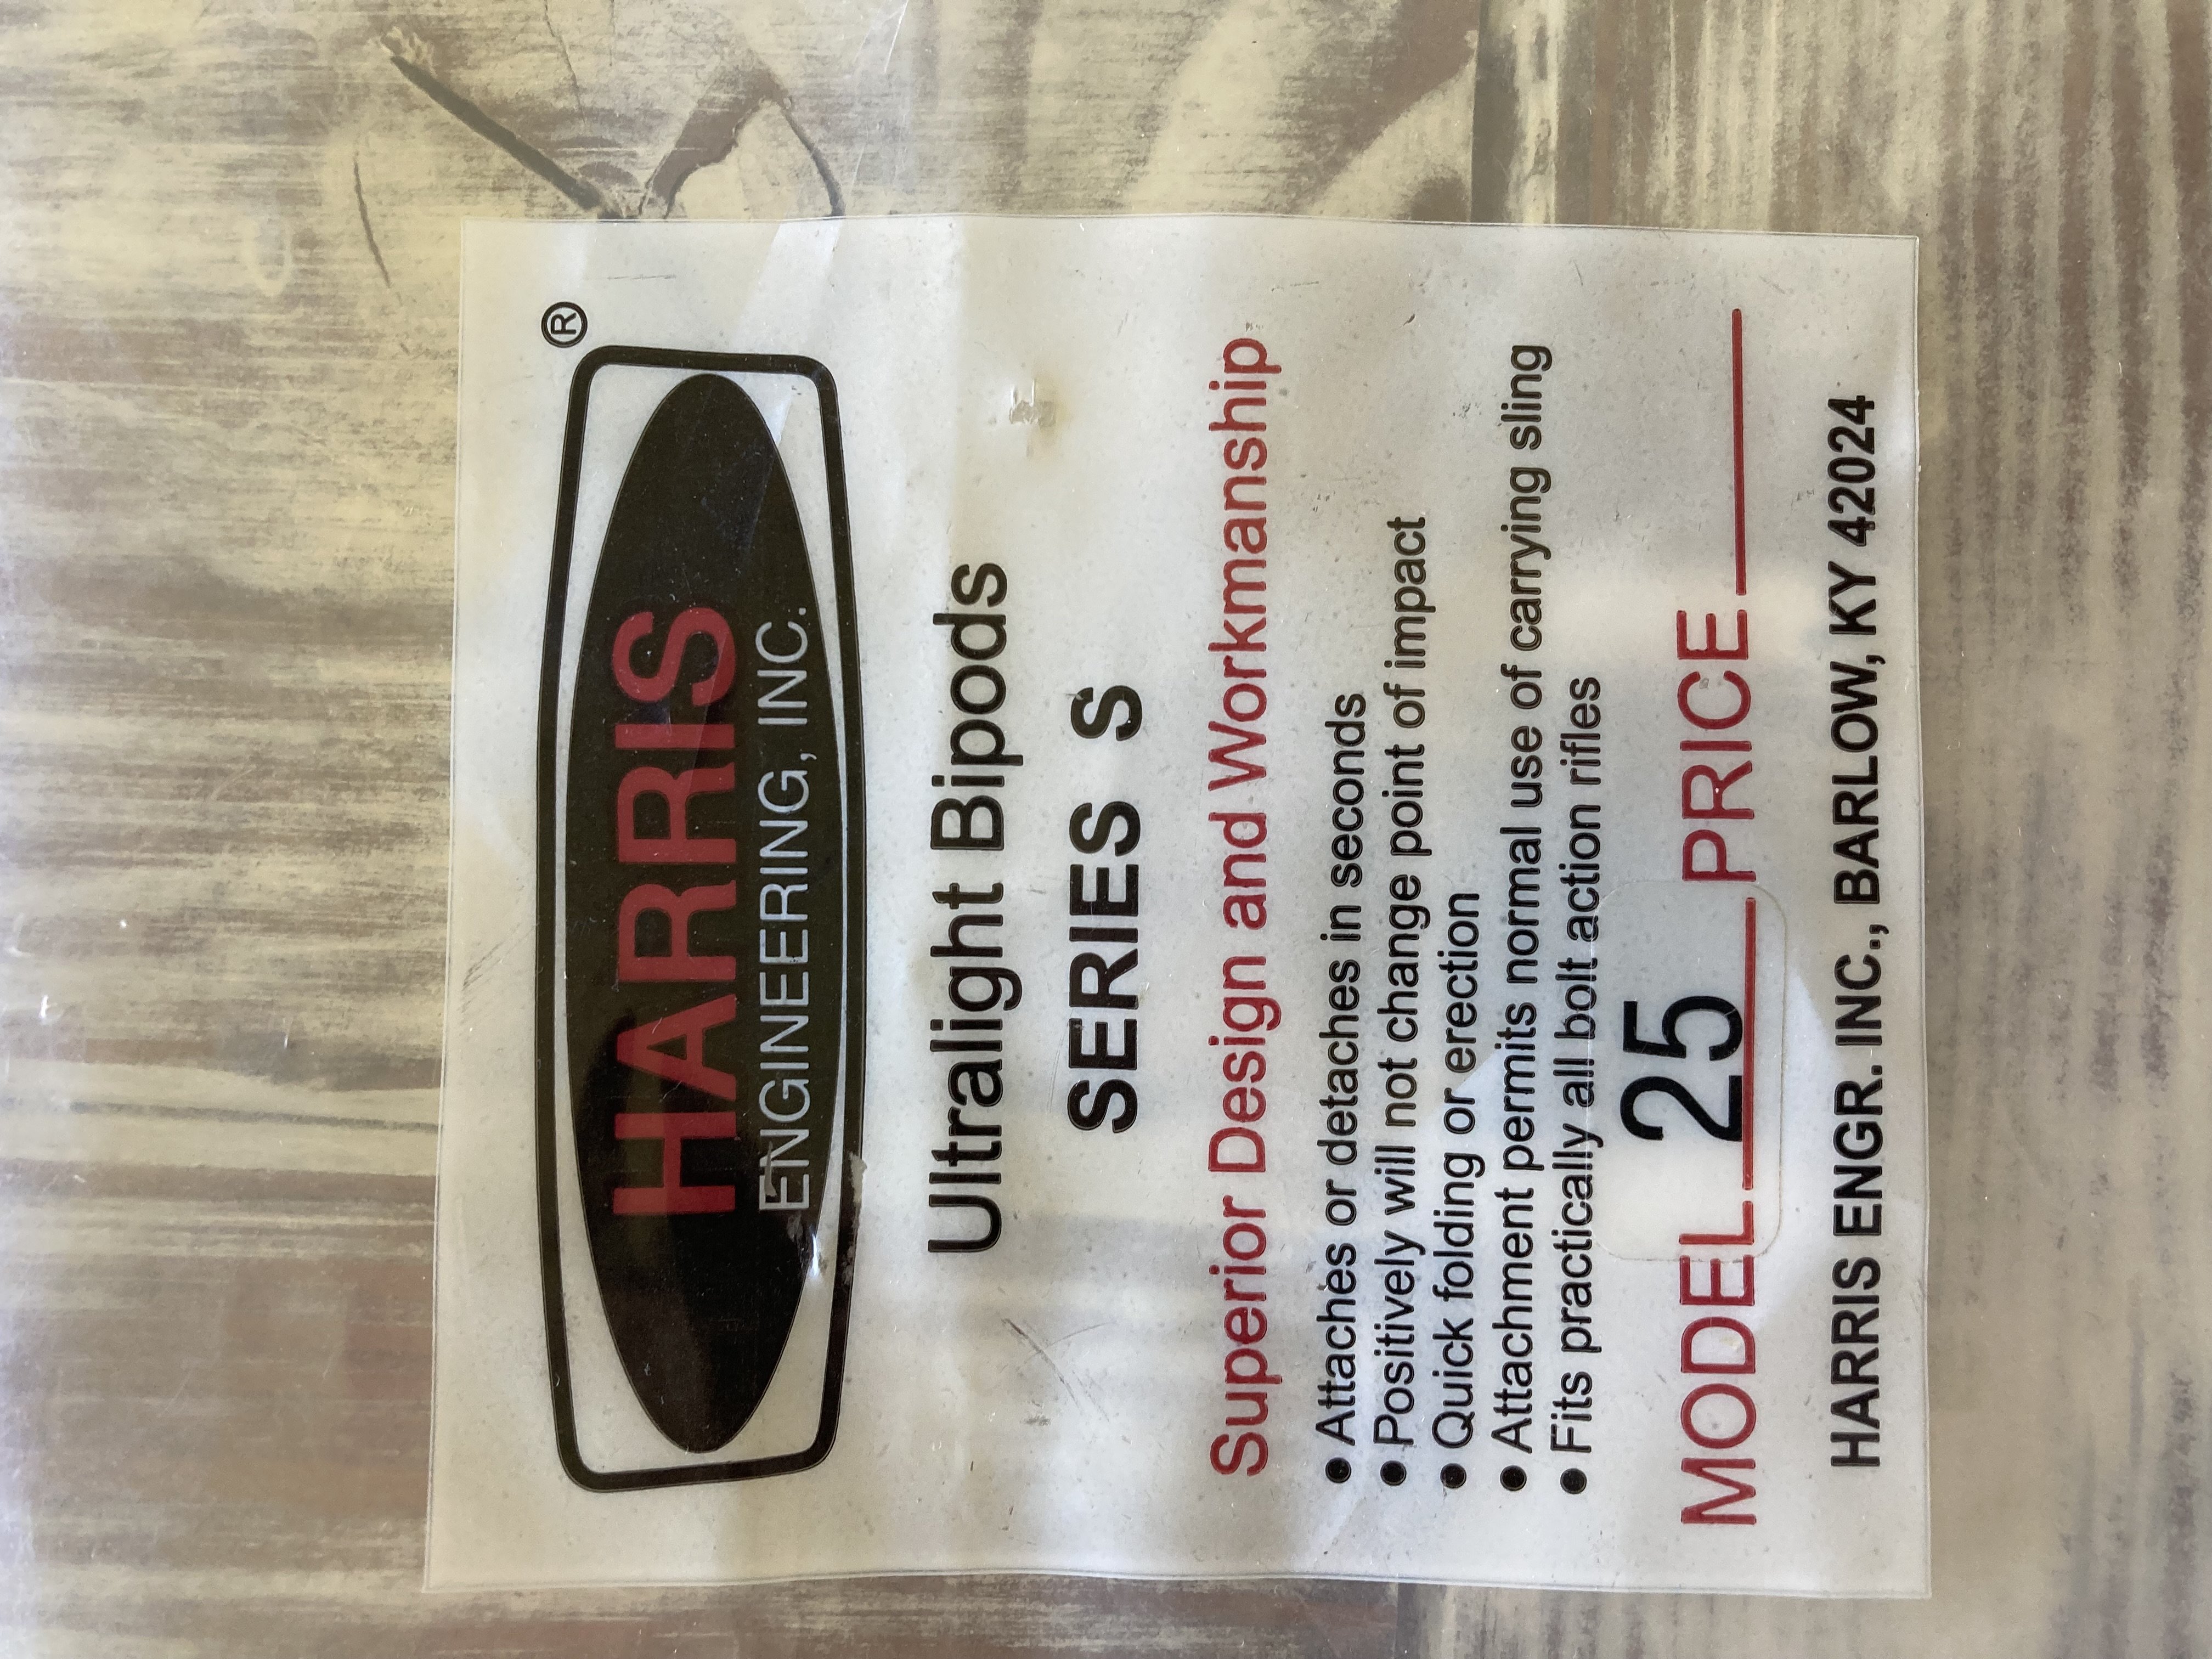 ®
HARRIS
ENGINEERING, INC.
Ultralight Bipods
SERIES S
Superior Design and Workmanship
• Attaches or detaches in seconds
• Positively will not change point of impact
• Quick folding or erection
• Attachment permits normal use of carrying sling
• Fits practically all bolt action rifles
MODEL 25 PRICE
HARRIS ENGR. INC., BARLOW, KY 42024